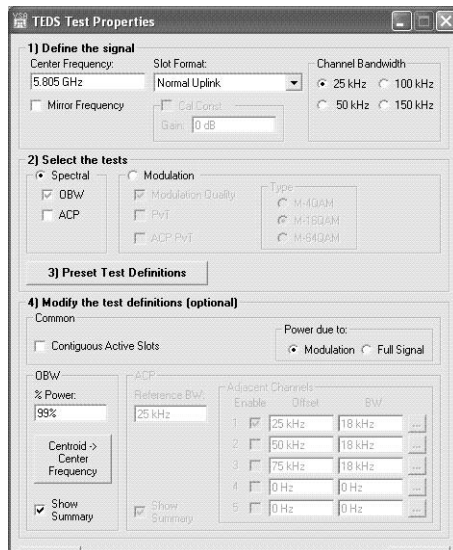 TEDS Test Properties
1) Define the signal
Center Frequency:
5.805 GHz
Mirror Frequency
Slot Format:
Normal Uplink
Cal Const
Gain: 0 dB
Channel Bandwidth
25 kHz 100 kHz
50 kHz 150 kHz
2) Select the tests
Spectral
OBW
ACP
Modulation
Modulation Quality
PvT
ACP PvT
Type
M-4QAM
M-16QAM
M-64QAM
3) Preset Test Definitions
4) Modify the test definitions (optional)
Common
Contiguous Active Slots
Power due to:
Modulation Full Signal
OBW
% Power:
99%
Centroid ->
Center
Frequency
Show
Summary
ACP
Reference BW:
25 kHz
Show
Summary
Adjacent Channels
Enable Offset BW
1 25 kHz 18 kHz ...
2 50 kHz 18 kHz ...
3 75 kHz 18 kHz ...
4 0 Hz 0 Hz ...
5 0 Hz 0 Hz ...